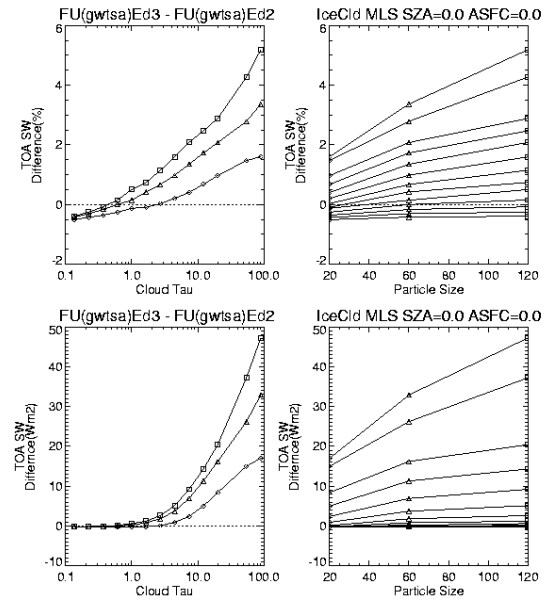 FU(gwtsa)Ed3 - FU(gwtsa)Ed2
IceCld MLS SZA=0.0 ASFC=0.0
TOA SW
Difference(%)
6
4
2
0
-2
0.1 1.0 10.0 100.0
Cloud Tau
TOA SW
Difference(%)
6
4
2
0
-2
20 40 60 80 100 120
Particle Size
FU(gwtsa)Ed3 - FU(gwtsa)Ed2
IceCld MLS SZA=0.0 ASFC=0.0
TOA SW
Differnce(Wm2)
50
40
30
20
10
0
-10
0.1 1.0 10.0 100.0
Cloud Tau
TOA SW
Differnce(Wm2)
50
40
30
20
10
0
-10
20 40 60 80 100 120
Particle Size